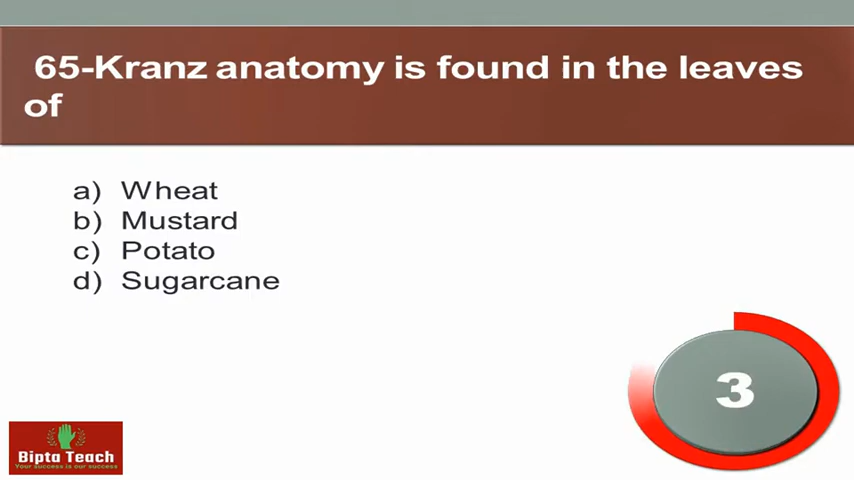 65-Kranz anatomy is found in the leaves
of
a) Wheat
b) Mustard
c) Potato
d) Sugarcane
3
Bipta Teach
Your success is our success